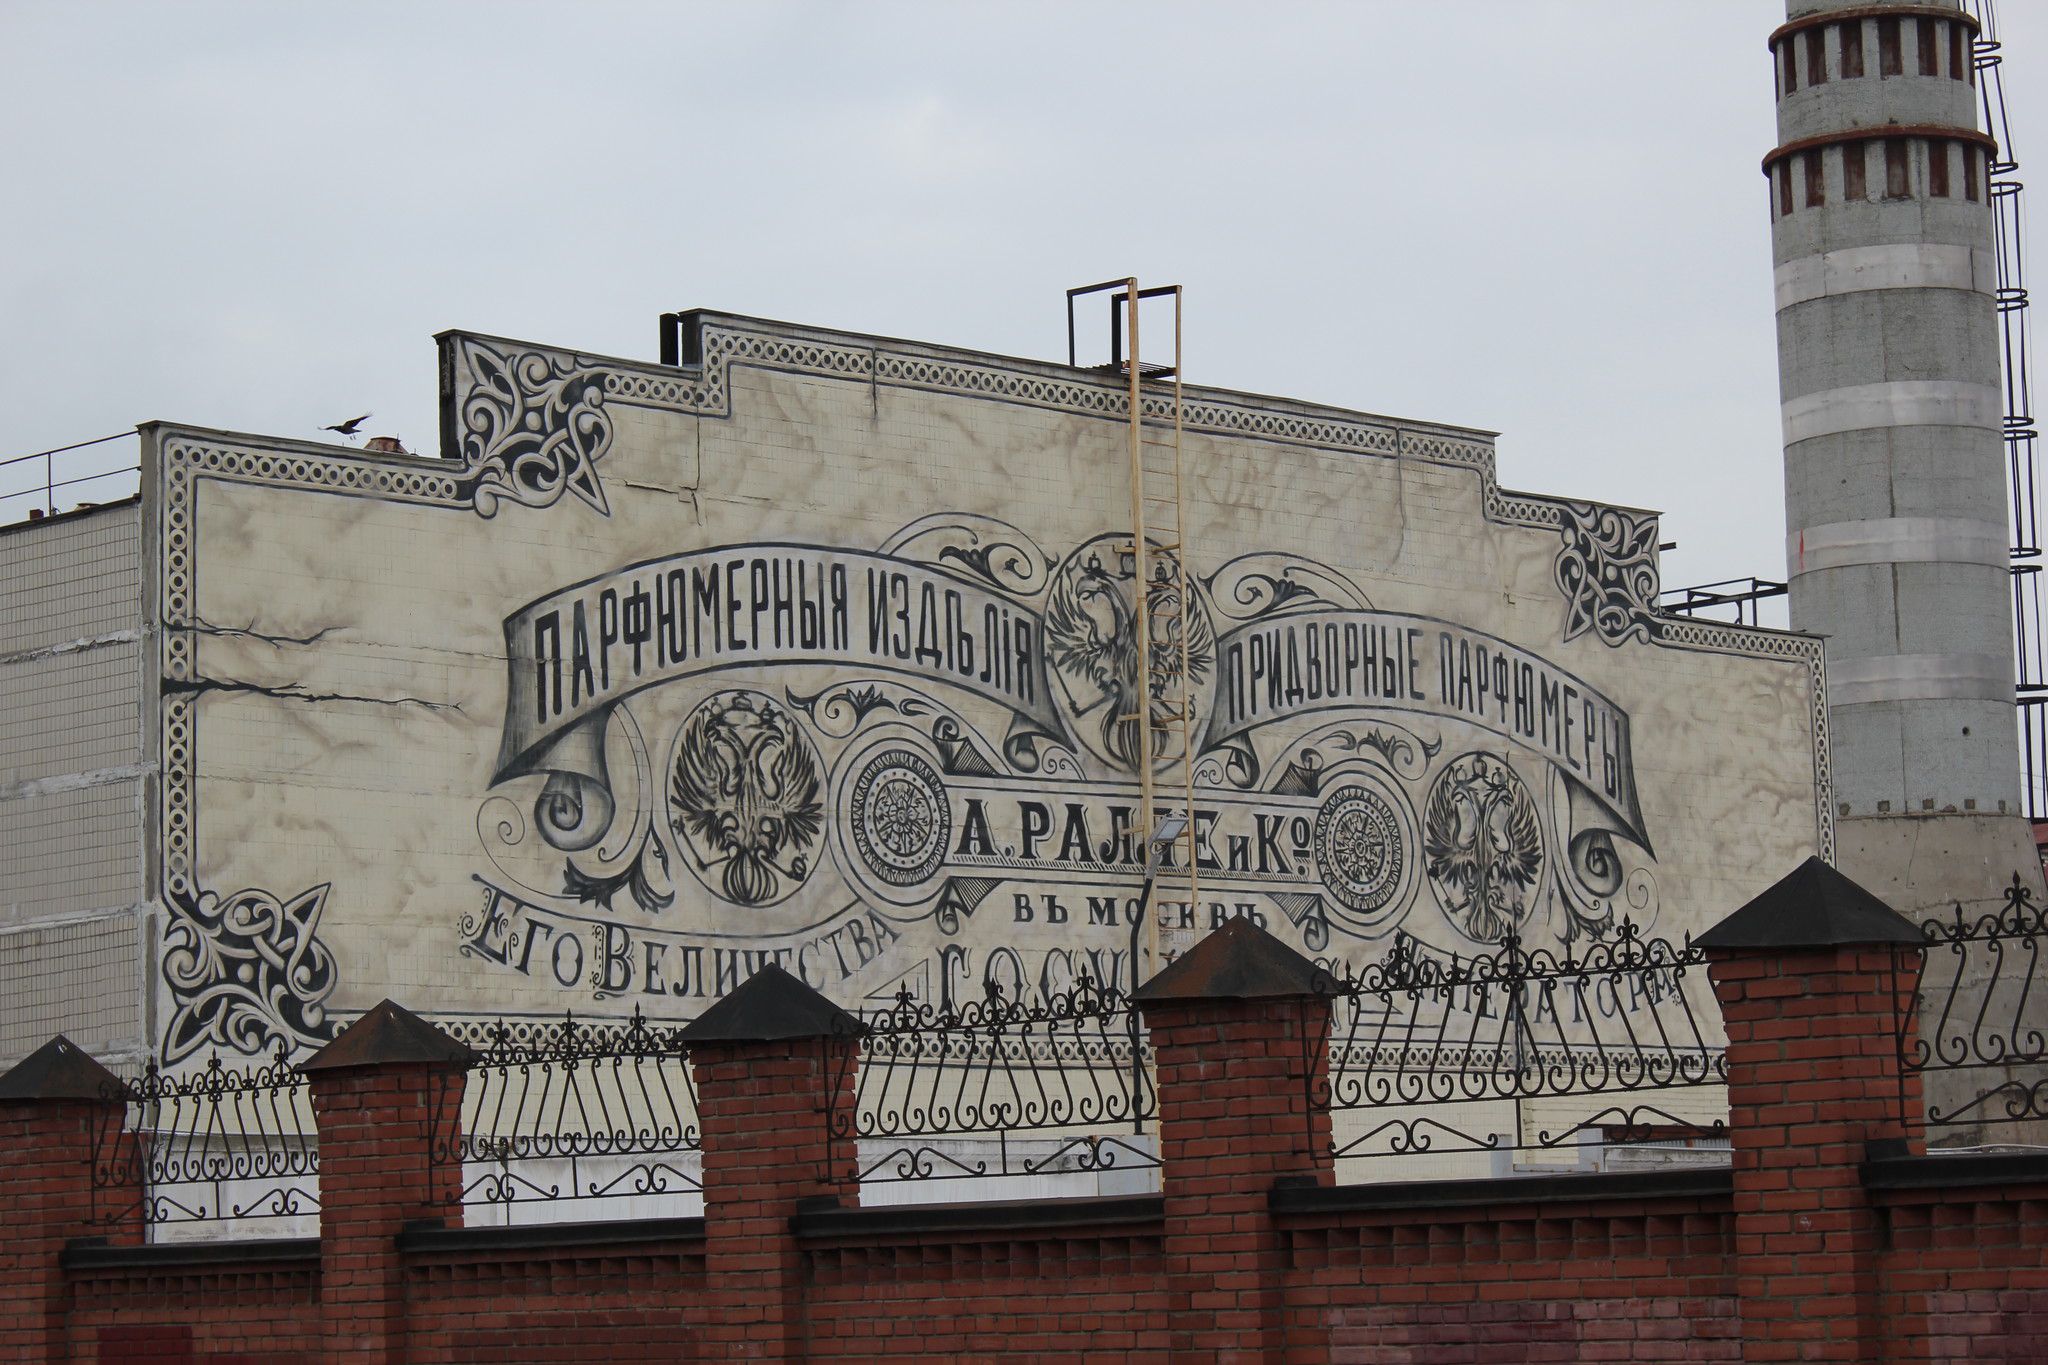 ПАРФЮМЕРНЫЯ ИЗДѢЛІЯ
ПРИДВОРНЫЕ ПАРФЮМЕРЫ
А. РАЛЛЕ и Ко
ВЪ МОСКВѢ
ЕГО ВЕЛИЧЕСТВА